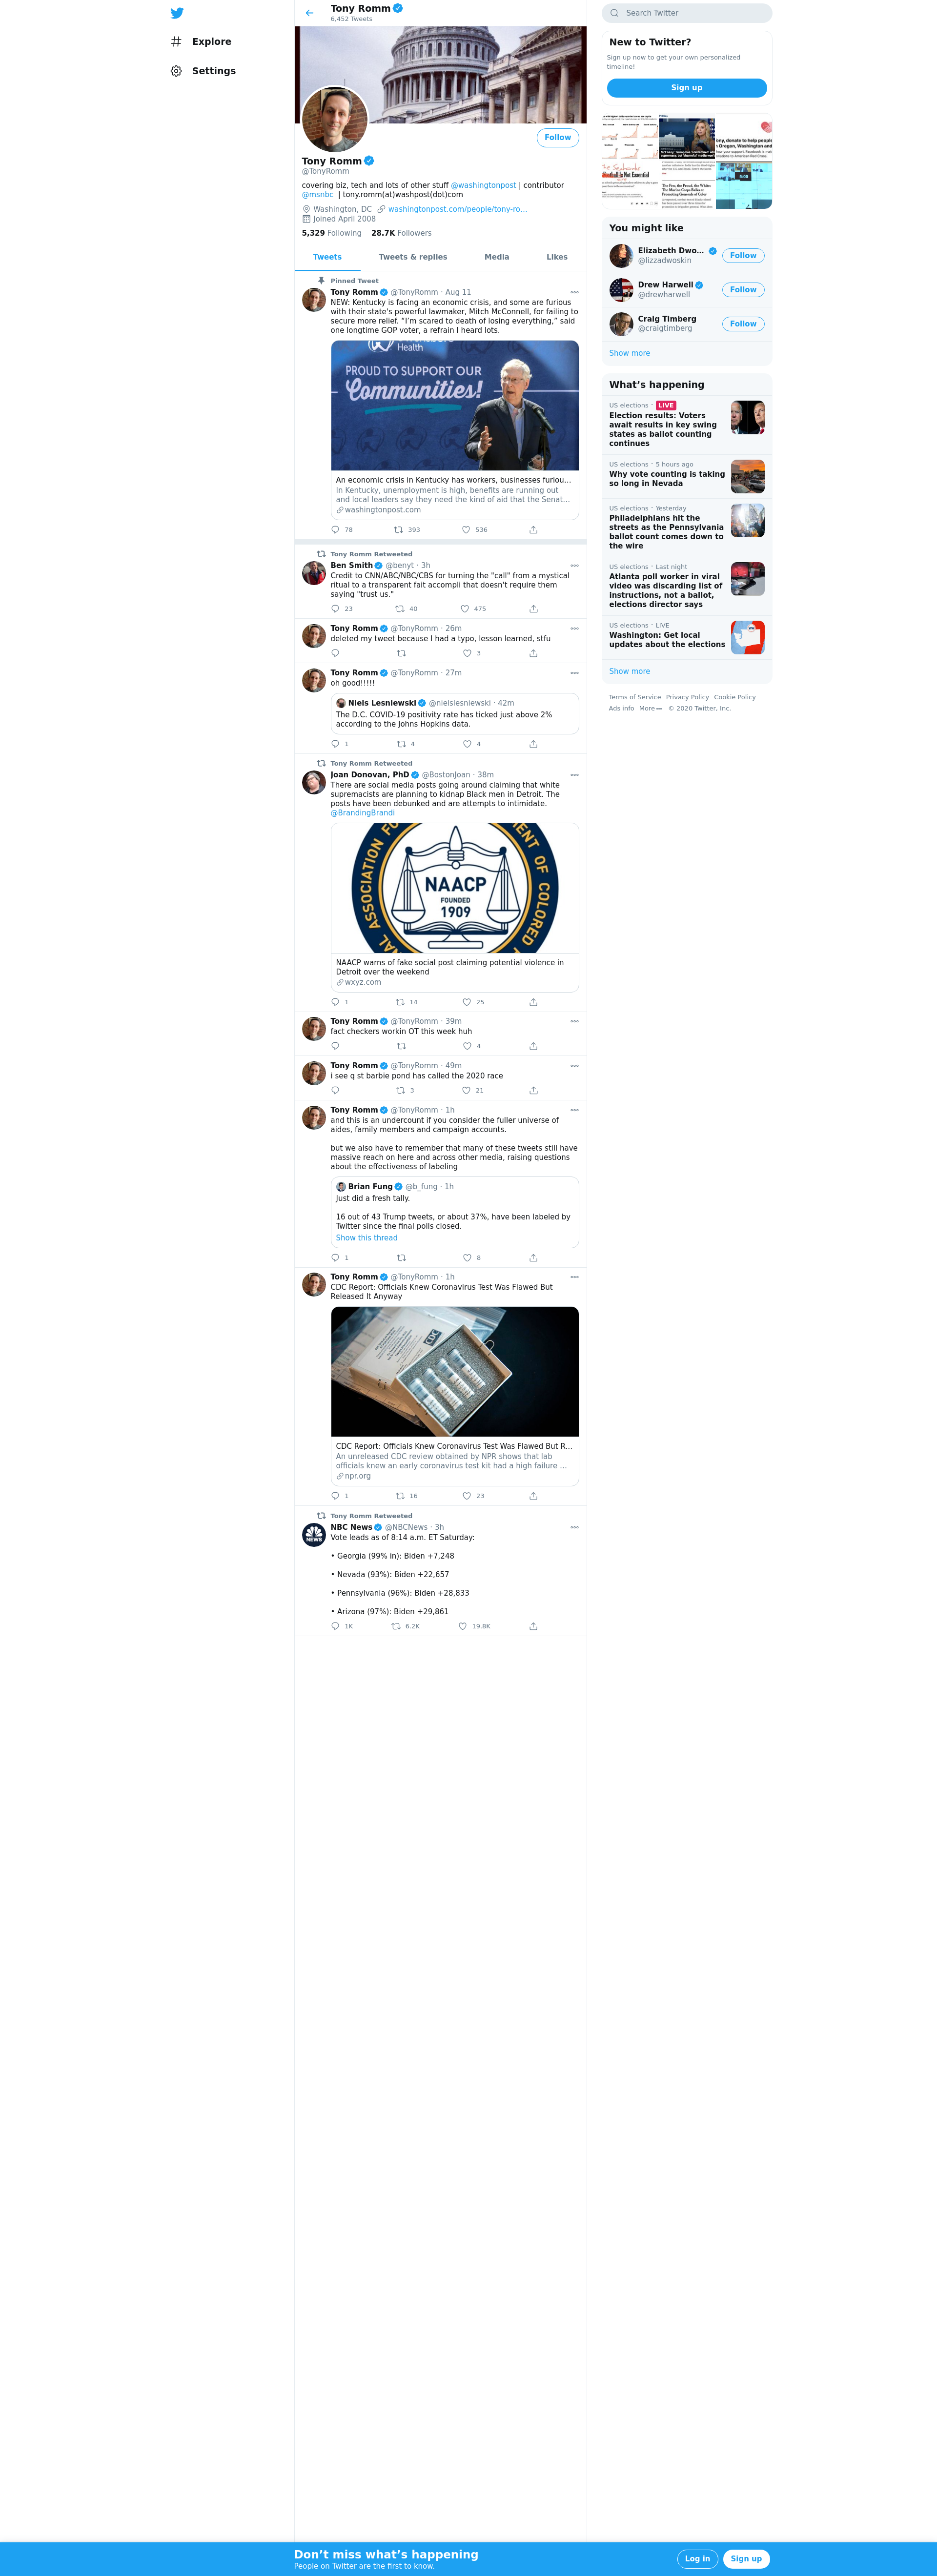 Explore
Settings
Tony Romm
6,452 Tweets
Follow
Tony Romm
@TonyRomm
covering biz, tech and lots of other stuff @washingtonpost | contributor
@msnbc | tony.romm(at)washpost(dot)com
Washington, DC washingtonpost.com/people/tony-ro…
Joined April 2008
5,329 Following 28.7K Followers
Tweets Tweets & replies Media Likes
Pinned Tweet
Tony Romm @TonyRomm · Aug 11
NEW: Kentucky is facing an economic crisis, and some are furious
with their state's powerful lawmaker, Mitch McConnell, for failing to
secure more relief. “I’m scared to death of losing everything,” said
one longtime GOP voter, a refrain I heard lots.
Health
PROUD TO SUPPORT OUR
Communities!
An economic crisis in Kentucky has workers, businesses furiou…
In Kentucky, unemployment is high, benefits are running out
and local leaders say they need the kind of aid that the Senat…
washingtonpost.com
78 393 536
Tony Romm Retweeted
Ben Smith @benyt · 3h
Credit to CNN/ABC/NBC/CBS for turning the "call" from a mystical
ritual to a transparent fait accompli that doesn't require them
saying "trust us."
23 40 475
Tony Romm @TonyRomm · 26m
deleted my tweet because I had a typo, lesson learned, stfu
3
Tony Romm @TonyRomm · 27m
oh good!!!!!
Niels Lesniewski @nielslesniewski · 42m
The D.C. COVID-19 positivity rate has ticked just above 2%
according to the Johns Hopkins data.
1 4 4
Tony Romm Retweeted
Joan Donovan, PhD @BostonJoan · 38m
There are social media posts going around claiming that white
supremacists are planning to kidnap Black men in Detroit. The
posts have been debunked and are attempts to intimidate.
@BrandingBrandi
NAACP
FOUNDED
1909
NAACP warns of fake social post claiming potential violence in
Detroit over the weekend
wxyz.com
1 14 25
Tony Romm @TonyRomm · 39m
fact checkers workin OT this week huh
4
Tony Romm @TonyRomm · 49m
i see q st barbie pond has called the 2020 race
3 21
Tony Romm @TonyRomm · 1h
and this is an undercount if you consider the fuller universe of
aides, family members and campaign accounts.
but we also have to remember that many of these tweets still have
massive reach on here and across other media, raising questions
about the effectiveness of labeling
Brian Fung @b_fung · 1h
Just did a fresh tally.
16 out of 43 Trump tweets, or about 37%, have been labeled by
Twitter since the final polls closed.
Show this thread
1 8
Tony Romm @TonyRomm · 1h
CDC Report: Officials Knew Coronavirus Test Was Flawed But
Released It Anyway
CDC
CDC Report: Officials Knew Coronavirus Test Was Flawed But R…
An unreleased CDC review obtained by NPR shows that lab
officials knew an early coronavirus test kit had a high failure …
npr.org
1 16 23
Tony Romm Retweeted
NBC News @NBCNews · 3h
Vote leads as of 8:14 a.m. ET Saturday:
• Georgia (99% in): Biden +7,248
• Nevada (93%): Biden +22,657
• Pennsylvania (96%): Biden +28,833
• Arizona (97%): Biden +29,861
1K 6.2K 19.8K
Search Twitter
New to Twitter?
Sign up now to get your own personalized
timeline!
Sign up
You might like
Elizabeth Dwo…
@lizzadwoskin
Follow
Drew Harwell
@drewharwell
Follow
Craig Timberg
@craigtimberg
Follow
Show more
What’s happening
US elections · LIVE
Election results: Voters
await results in key swing
states as ballot counting
continues
US elections · 5 hours ago
Why vote counting is taking
so long in Nevada
US elections · Yesterday
Philadelphians hit the
streets as the Pennsylvania
ballot count comes down to
the wire
US elections · Last night
Atlanta poll worker in viral
video was discarding list of
instructions, not a ballot,
elections director says
US elections · LIVE
Washington: Get local
updates about the elections
Show more
Terms of Service Privacy Policy Cookie Policy
Ads info More © 2020 Twitter, Inc.
Don’t miss what’s happening
People on Twitter are the first to know.
Log in
Sign up